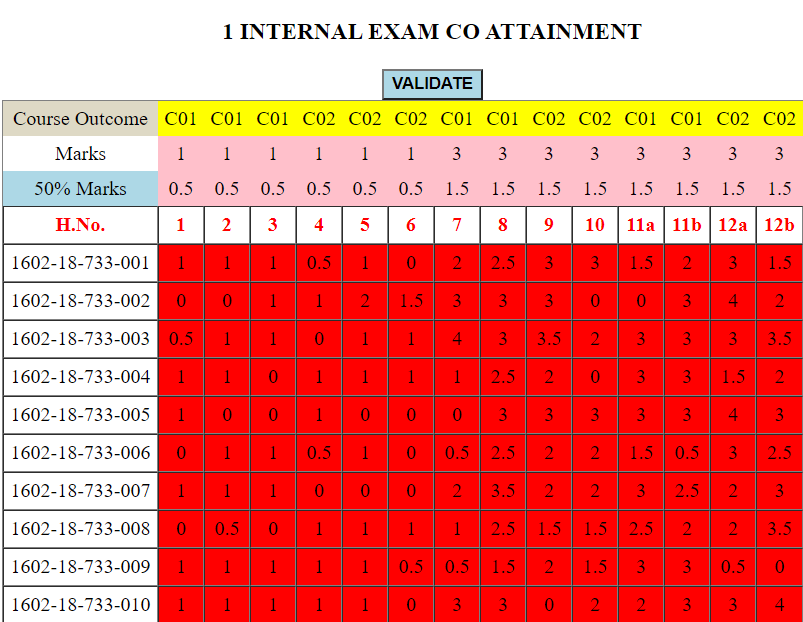 1 INTERNAL EXAM CO ATTAINMENT
VALIDATE
Course Outcome C01 C01 C01 C02 C02 C02 C01 C01 C02 C02 C01 C01 C02 C02
Marks 1 1 1 1 1 1 3 3 3 3 3 3 3 3
50% Marks 0.5 0.5 0.5 0.5 0.5 0.5 1.5 1.5 1.5 1.5 1.5 1.5 1.5 1.5
H.No. 1 2 3 4 5 6 7 8 9 10 11a 11b 12a 12b
1602-18-733-001 1 1 1 0.5 1 0 2 2.5 3 3 1.5 2 3 1.5
1602-18-733-002 0 0 1 1 2 1.5 3 3 3 0 0 3 4 2
1602-18-733-003 0.5 1 1 0 1 1 4 3 3.5 2 3 3 3 3.5
1602-18-733-004 1 1 0 1 1 1 1 2.5 2 0 3 3 1.5 2
1602-18-733-005 1 0 0 1 0 0 0 3 3 3 3 3 4 3
1602-18-733-006 0 1 1 0.5 1 0 0.5 2.5 2 2 1.5 0.5 3 2.5
1602-18-733-007 1 1 1 0 0 0 2 3.5 2 2 3 2.5 2 3
1602-18-733-008 0 0.5 0 1 1 1 1 2.5 1.5 1.5 2.5 2 2 3.5
1602-18-733-009 1 1 1 1 1 0.5 0.5 1.5 2 1.5 3 3 0.5 0
1602-18-733-010 1 1 1 1 1 0 3 3 0 2 2 3 3 4